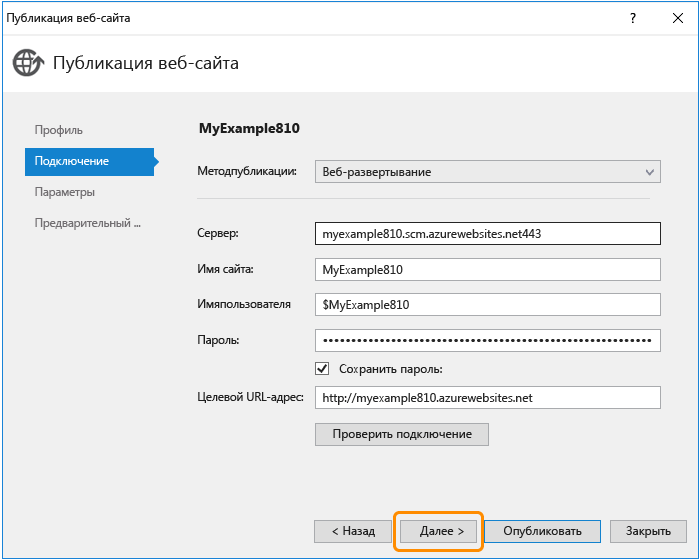 Публикация веб-сайта
?
Публикация веб-сайта
Профиль
Подключение
Параметры
Предварительный ...
MyExample810
Методпубликации:
Веб-развертывание
Сервер:
myexample810.scm.azurewebsites.net443
Имя сайта:
MyExample810
Имяпользователя
$MyExample810
Пароль:
Сохранить пароль:
Целевой URL-адрес:
http://myexample810.azurewebsites.net
Проверить подключение
< Назад
Далее >
Опубликовать
Закрыть